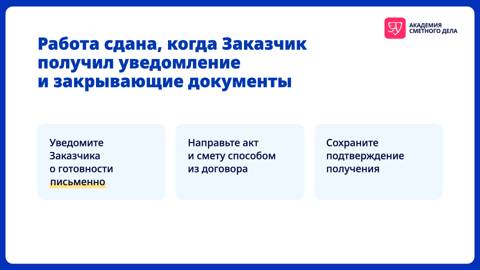 АКАДЕМИЯ
СМЕТНОГО ДЕЛА
Работа сдана, когда Заказчик
получил уведомление
и закрывающие документы
Уведомите
Заказчика
о готовности
письменно
Направьте акт
и смету способом
из договора
Сохраните
подтверждение
получения